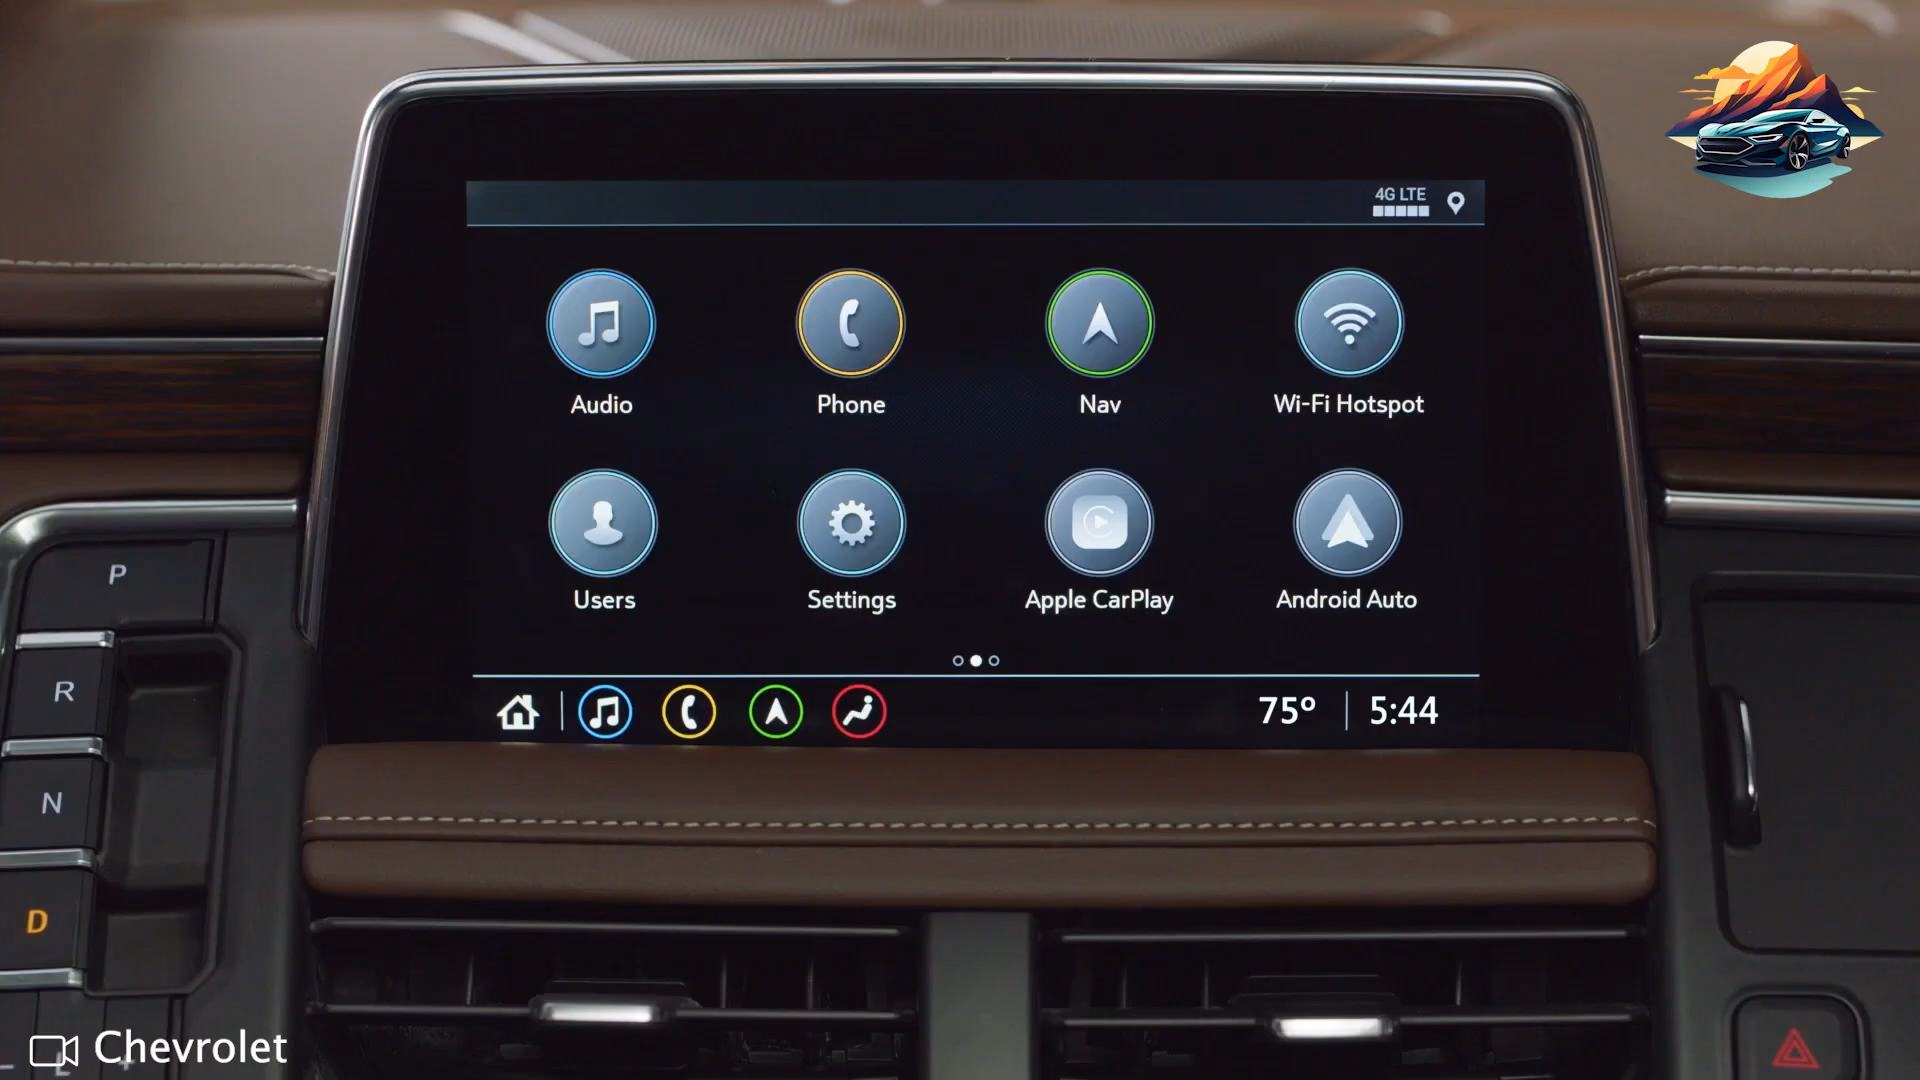 4G LTE
Audio
Phone
Nav
Wi-Fi Hotspot
Users
Settings
Apple CarPlay
Android Auto
75° | 5:44
P
R
N
D
L
- +
Chevrolet